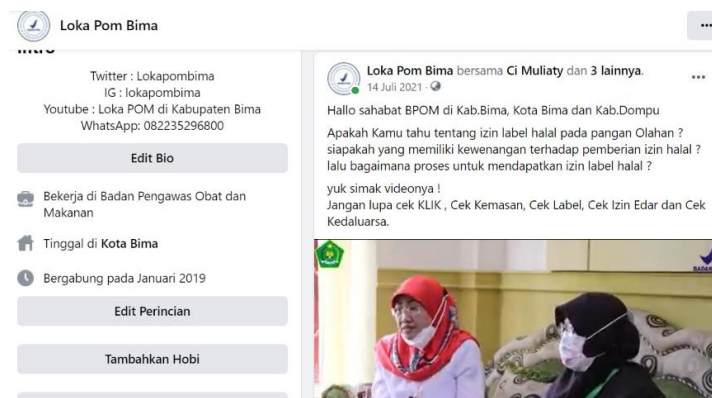 Loka Pom Bima
Intro
Twitter : Lokapombima
IG : lokapombima
Youtube : Loka POM di Kabupaten Bima
WhatsApp: 082235296800
Edit Bio
Bekerja di Badan Pengawas Obat dan
Makanan
Tinggal di Kota Bima
Bergabung pada Januari 2019
Edit Perincian
Tambahkan Hobi
Loka Pom Bima bersama Ci Muliaty dan 3 lainnya.
14 Juli 2021 ·
Hallo sahabat BPOM di Kab.Bima, Kota Bima dan Kab.Dompu
Apakah Kamu tahu tentang izin label halal pada pangan Olahan ?
siapakah yang memiliki kewenangan terhadap pemberian izin halal ?
lalu bagaimana proses untuk mendapatkan izin label halal ?
yuk simak videonya !
Jangan lupa cek KLIK , Cek Kemasan, Cek Label, Cek Izin Edar dan Cek
Kedaluarsa.
BADAN